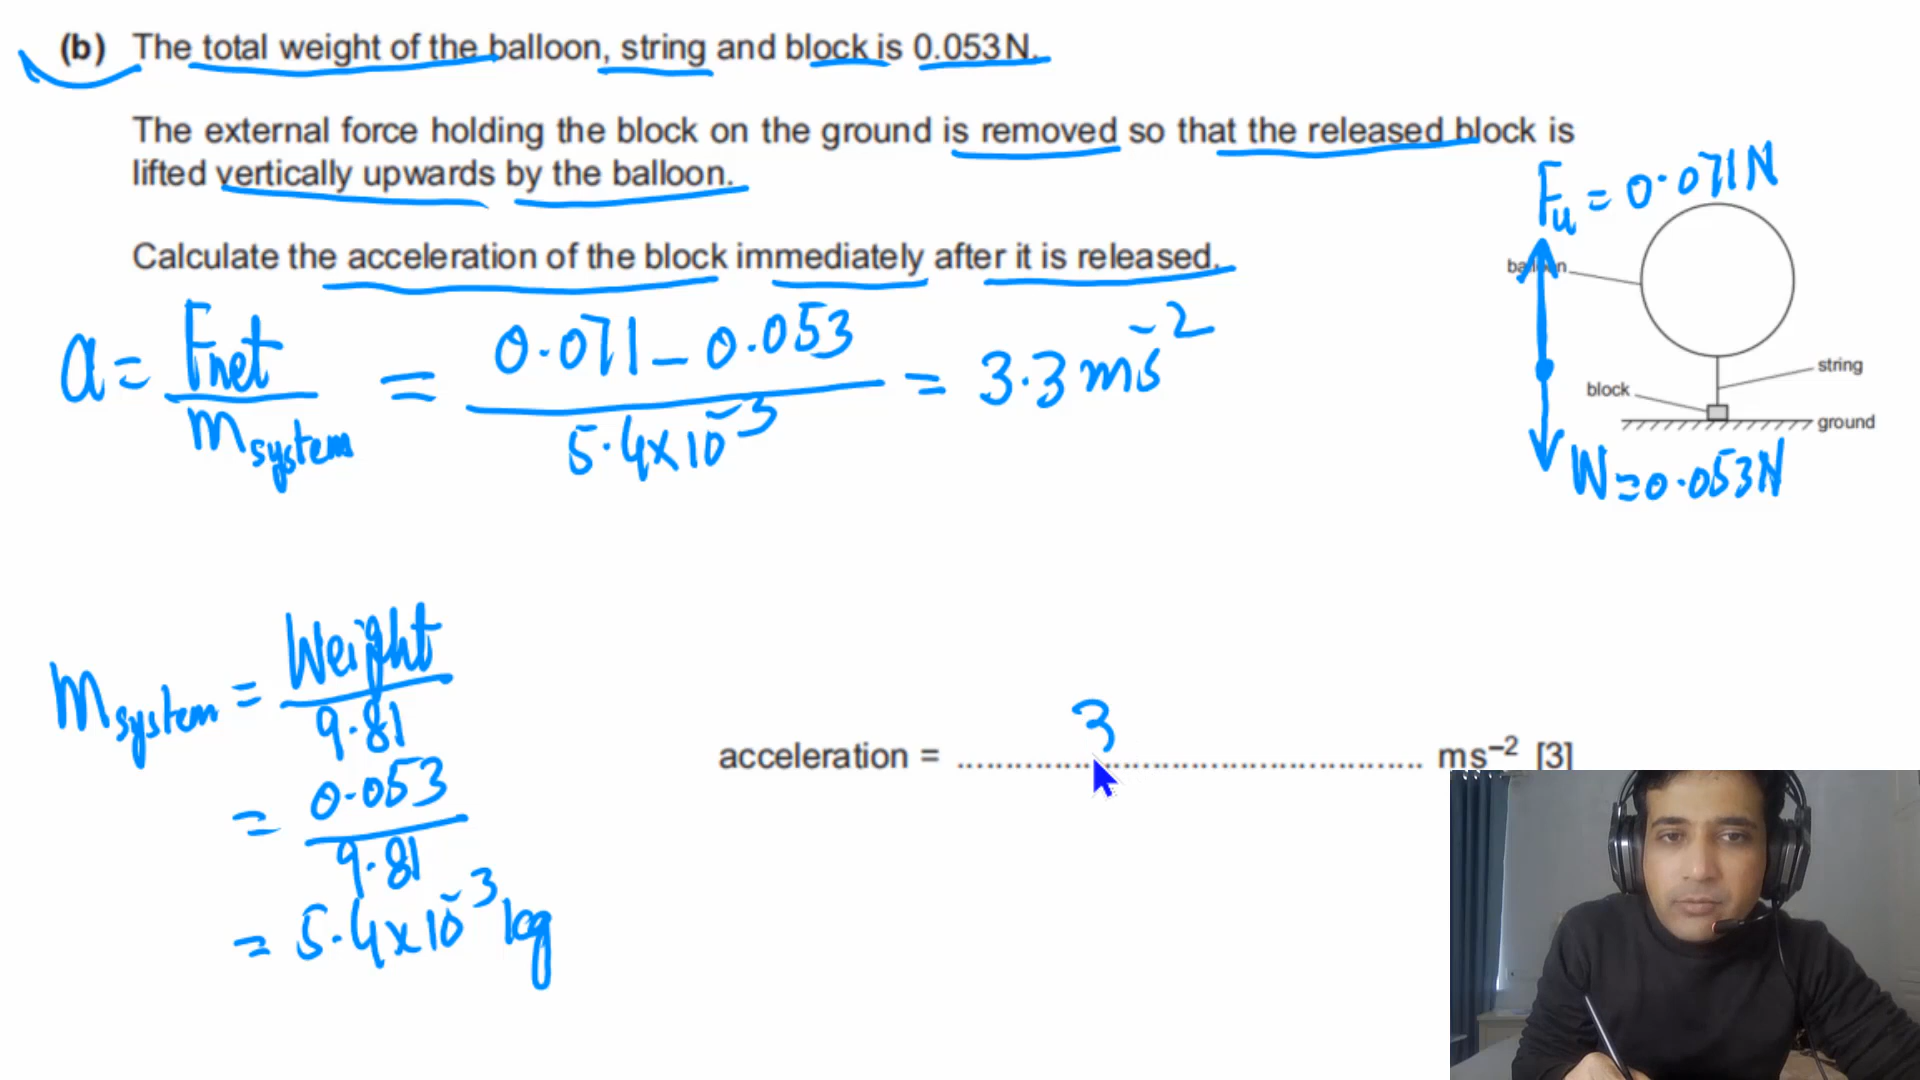 (b) The total weight of the balloon, string and block is 0.053 N.
The external force holding the block on the ground is removed so that the released block is
lifted vertically upwards by the balloon.
Calculate the acceleration of the block immediately after it is released.
Fu = 0.071N
balloon
string
block
ground
W = 0.053N
a = Fnet / m system = 0.071 - 0.053 / 5.4×10⁻³ = 3.3 ms⁻²
m system = Weight / 9.81
= 0.053 / 9.81
= 5.4×10⁻³ kg
3
acceleration = .................................................. ms⁻² [3]